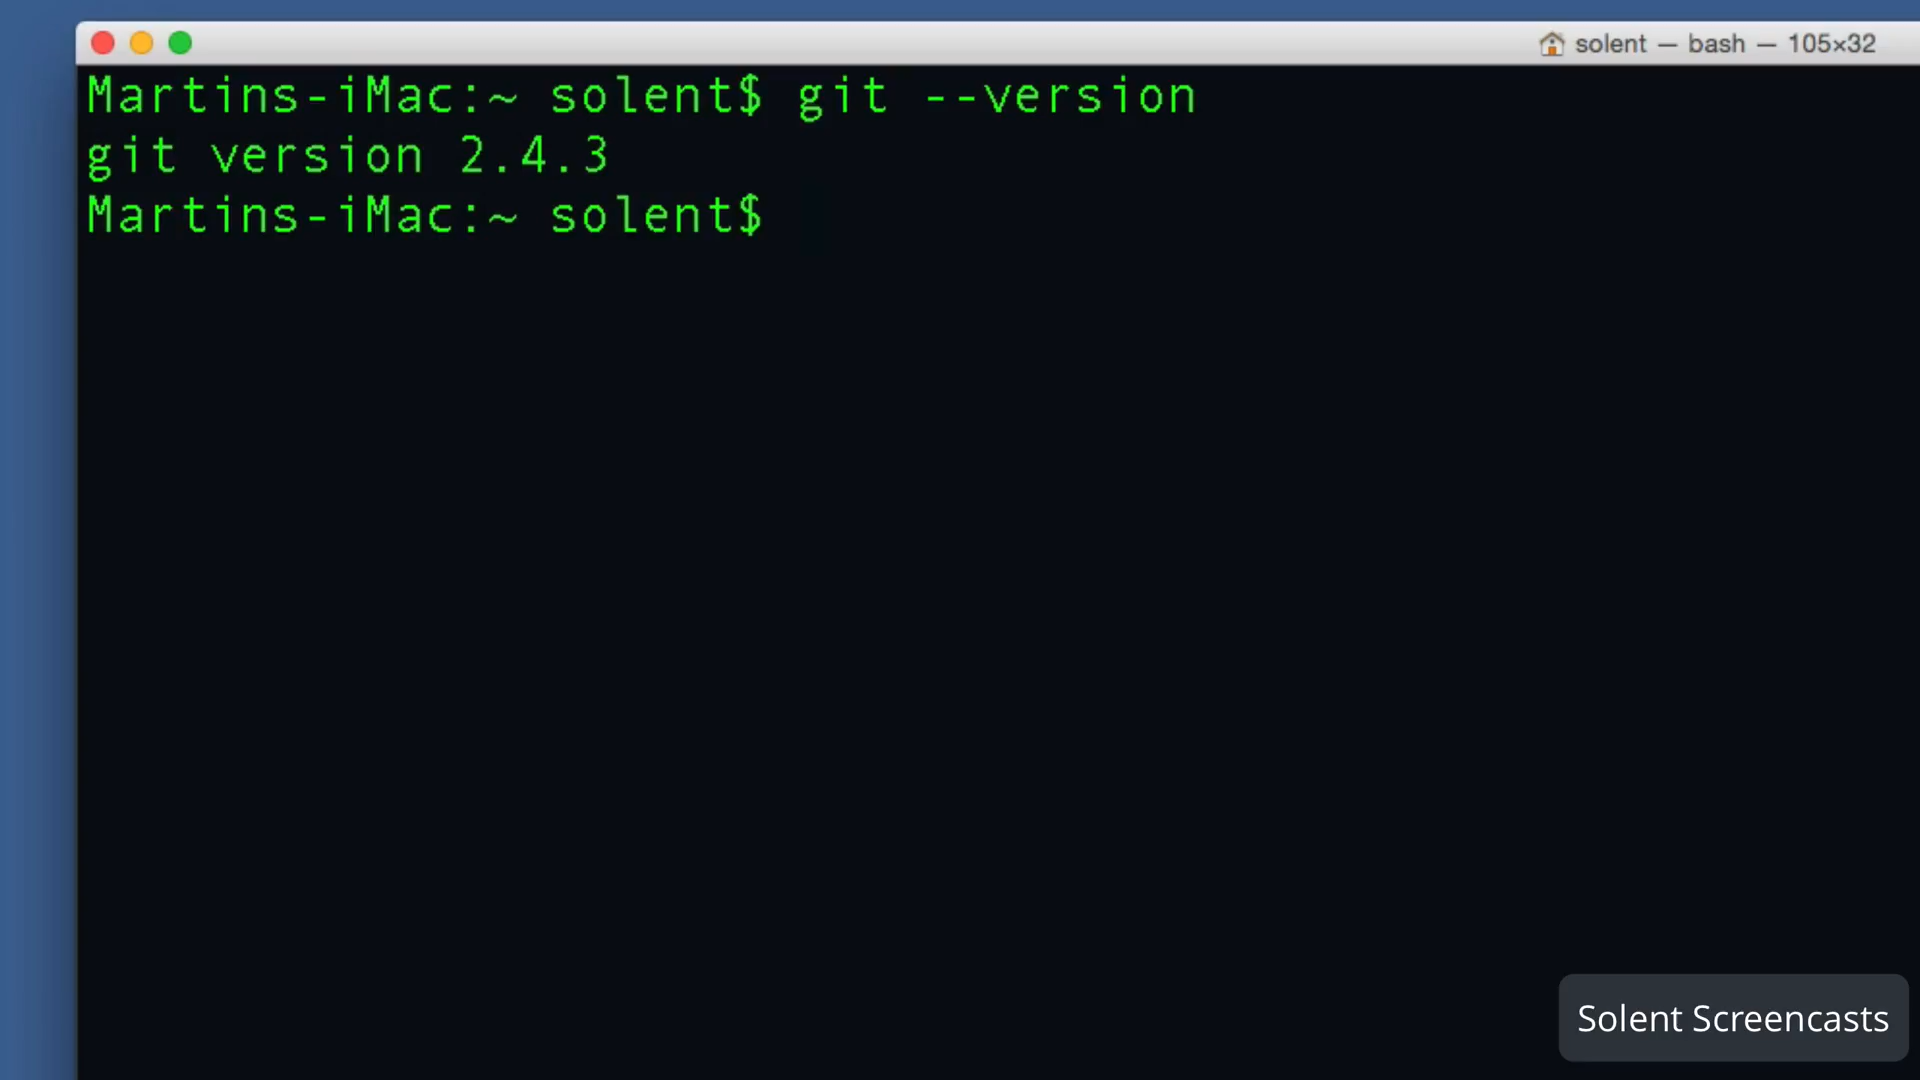 solent — bash — 105×32
Martins-iMac:~ solent$ git --version
git version 2.4.3
Martins-iMac:~ solent$
Solent Screencasts